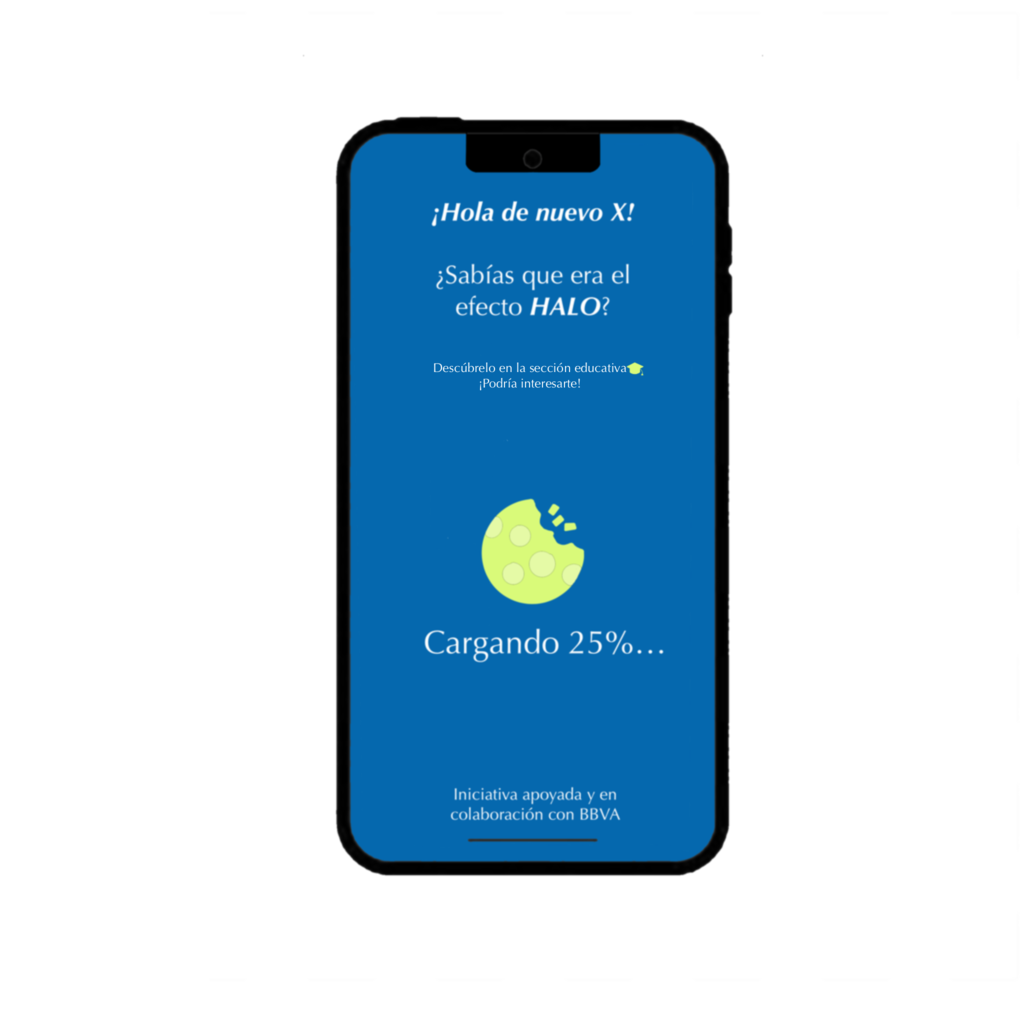 ¡Hola de nuevo X!
¿Sabías que era el
efecto HALO?
Descúbrelo en la sección educativa
¡Podría interesarte!
Cargando 25%...
Iniciativa apoyada y en
colaboración con BBVA